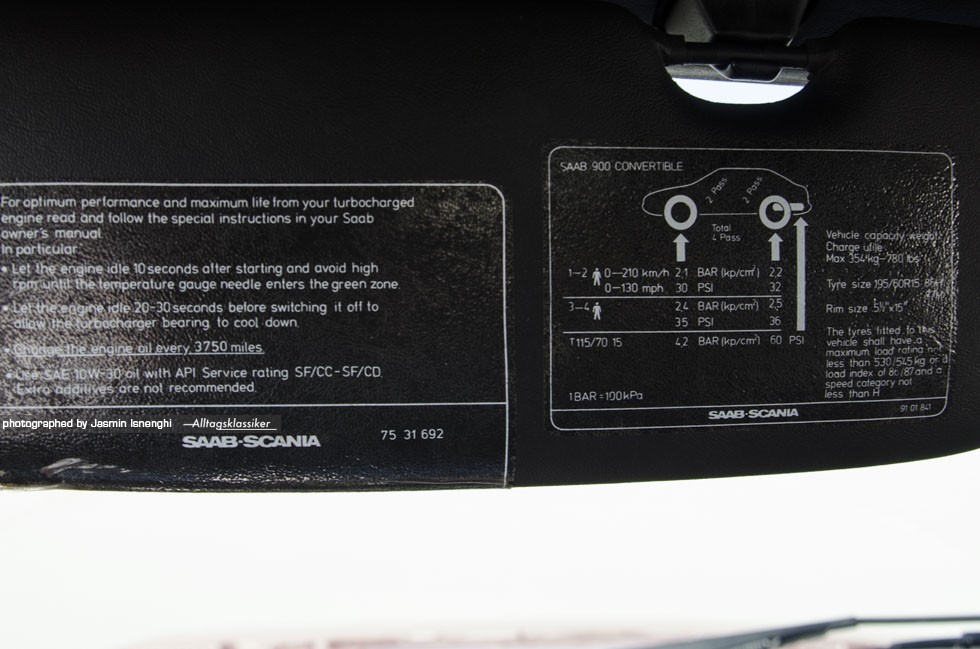 For optimum performance and maximum life from your turbocharged
engine read and follow the special instructions in your Saab
owner's manual.
In particular:
• Let the engine idle 10 seconds after starting and avoid high
rpm until the temperature gauge needle enters the green zone.
• Let the engine idle 20-30 seconds before switching it off to
allow the turbocharger bearing to cool down.
• Change the engine oil every 3750 miles.
• Use SAE 10W-30 oil with API Service rating SF/CC-SF/CD.
Extra additives are not recommended.
photographed by Jasmin Isnenghi —Alltagsklassiker
SAAB-SCANIA 75 31 692
SAAB 900 CONVERTIBLE
2 Pass 2 Pass
Total
4 Pass
1-2 0-210 km/h 2,1 BAR (kp/cm²) 2,2
0-130 mph 30 PSI 32
3-4 2,4 BAR (kp/cm²) 2,5
35 PSI 36
T115/70 15 4,2 BAR (kp/cm²) 60 PSI
1 BAR = 100 kPa
Vehicle capacity weight
Charge utile
Max 354 kg-780 lbs
Tyre size 195/60R15
Rim size 5½"x15"
The tyres fitted to this
vehicle shall have a
maximum load rating not
less than 530/545 kg or a
load index of 86/87 and a
speed category not
less than H
SAAB-SCANIA 91 01 841